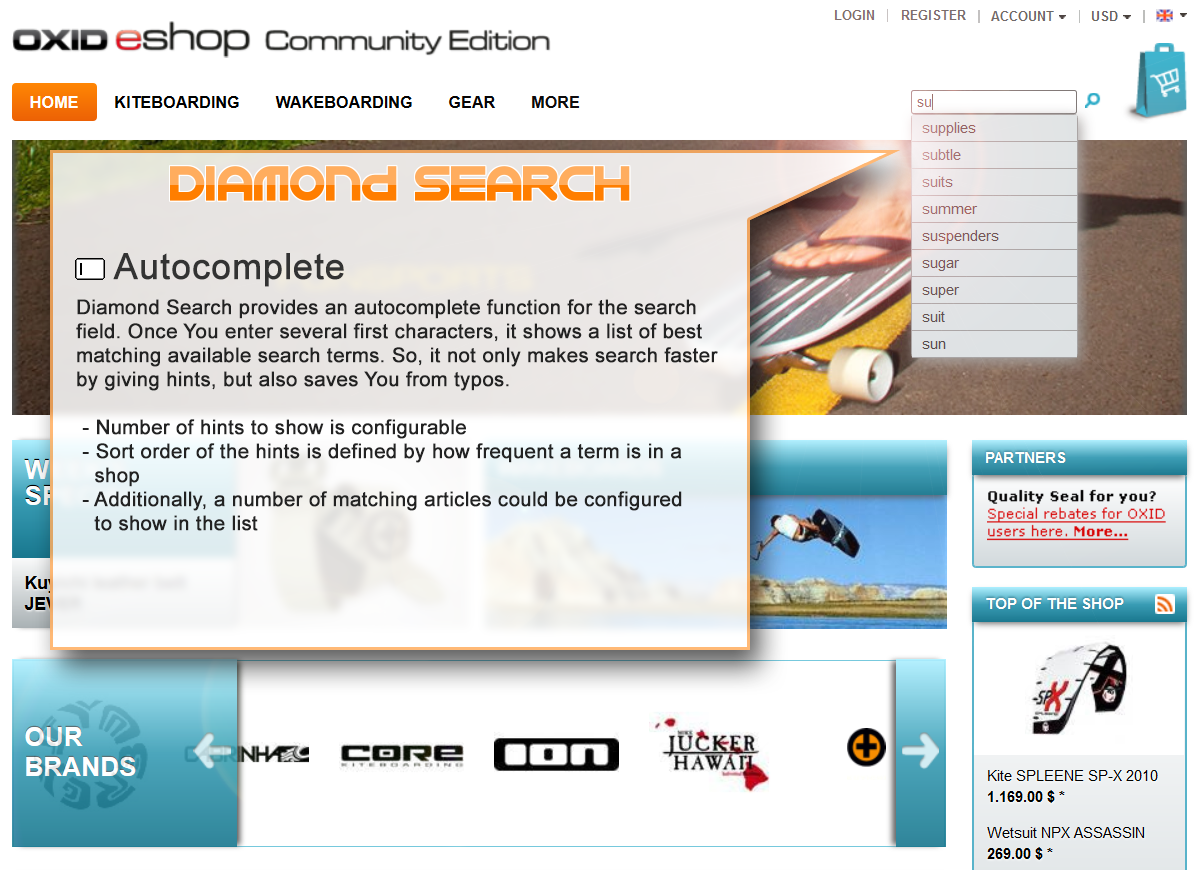 LOGIN | REGISTER | ACCOUNT | USD |
OXID eshop Community Edition
HOME KITEBOARDING WAKEBOARDING GEAR MORE
su
supplies
subtle
suits
summer
suspenders
sugar
super
suit
sun
DIAMOND SEARCH
Autocomplete
Diamond Search provides an autocomplete function for the search
field. Once You enter several first characters, it shows a list of best
matching available search terms. So, it not only makes search faster
by giving hints, but also saves You from typos.
- Number of hints to show is configurable
- Sort order of the hints is defined by how frequent a term is in a
shop
- Additionally, a number of matching articles could be configured
to show in the list
PARTNERS
Quality Seal for you?
Special rebates for OXID
users here. More...
TOP OF THE SHOP
Kite SPLEENE SP-X 2010
1.169.00 $ *
Wetsuit NPX ASSASSIN
269.00 $ *
OUR
BRANDS
CORE
KITEBOARDING
ION
JUCKER
HAWAII